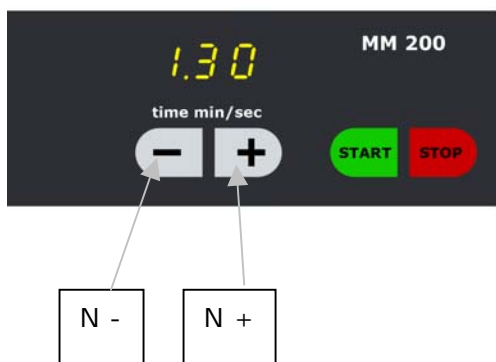 1.30
MM 200
time min/sec
− +
START STOP
N - N +